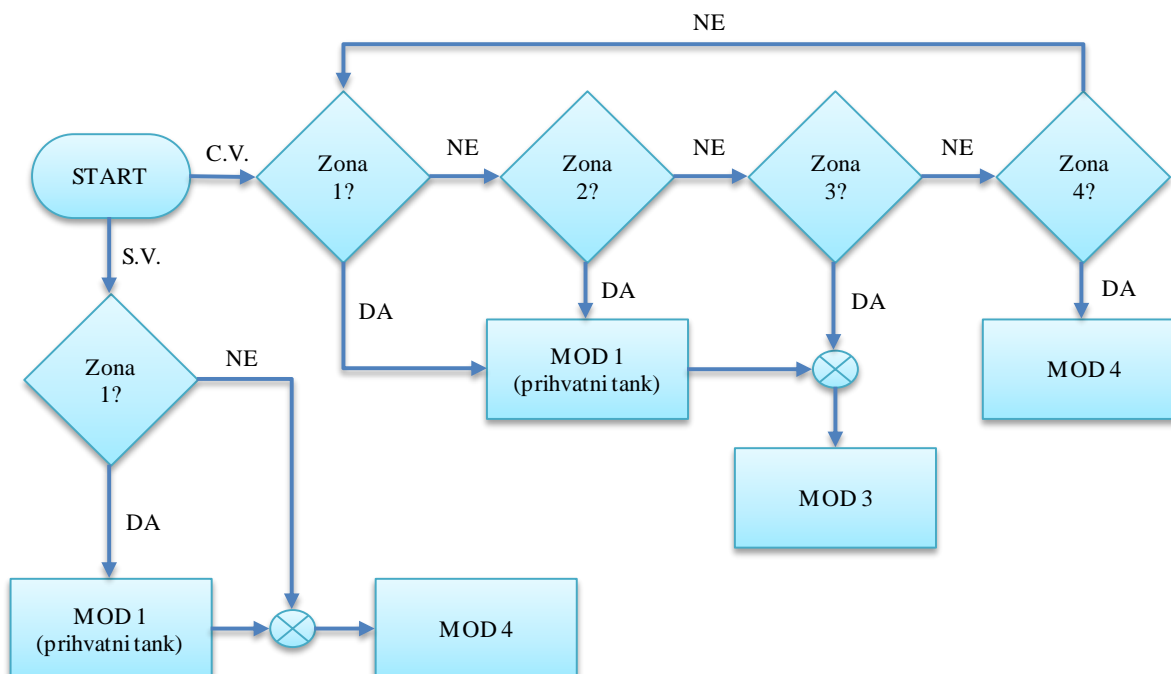 NE
START
C.V.
Zona
1?
NE
Zona
2?
NE
Zona
3?
NE
Zona
4?
S.V.
DA
DA
DA
DA
Zona
1?
NE
MOD 1
(prihvatni tank)
MOD 4
MOD 3
DA
MOD 1
(prihvatni tank)
MOD 4